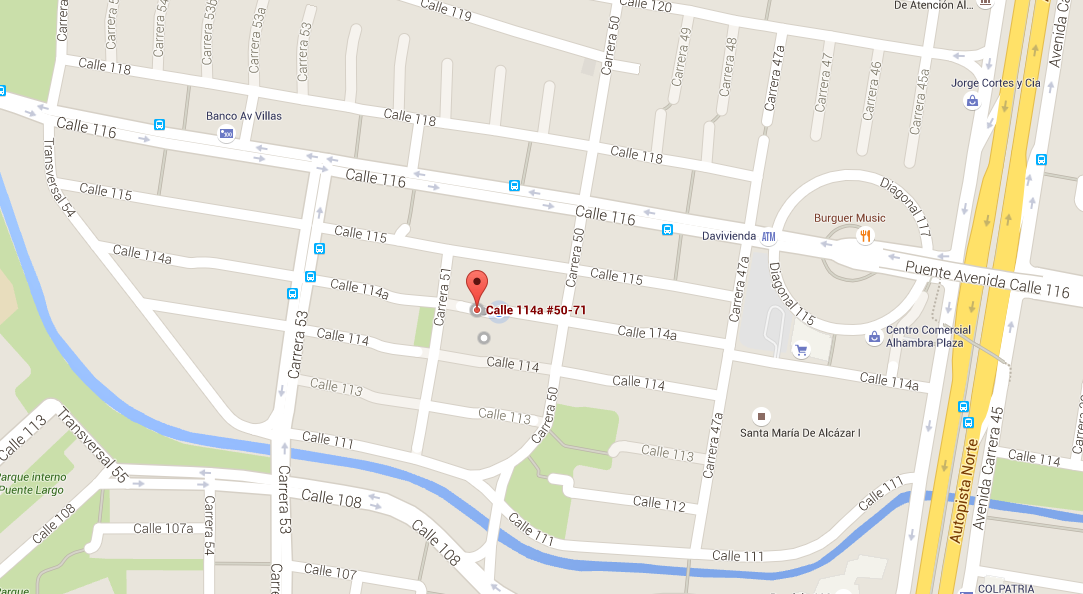 Calle 119
Calle 120
De Atención Al...
Carrera
Carrera 53
Carrera 54
Carrera 53b
Carrera 53a
Carrera 53
Carrera 50
Carrera 49
Carrera 48
Carrera 47a
Carrera 47
Carrera 46
Carrera 45a
Avenida Ca
Jorge Cortes y Cia
Calle 118
Calle 118
Calle 118
Banco Av Villas
Calle 116
Calle 116
Calle 116
Puente Avenida Calle 116
Transversal 54
Calle 115
Calle 115
Calle 115
Diagonal 117
Burguer Music
Davivienda
ATM
Diagonal 115
Calle 114a
Calle 114a
Calle 114a #50-71
Calle 114a
Calle 114a
Carrera 51
Carrera 50
Carrera 47a
Centro Comercial
Alhambra Plaza
Carrera 53
Calle 114
Calle 114
Calle 114
Calle 114
Calle 113
Calle 113
Calle 113
Calle 113
Carrera 50
Carrera 47a
Santa María De Alcázar I
Transversal 55
Calle 111
Calle 111
Calle 111
Calle 111
Calle 112
Parque interno
Puente Largo
Calle 108
Calle 108
Calle 108
Calle 107a
Carrera 54
Carrera 53
Calle 107
Autopista Norte
Avenida Carrera 45
COLPATRIA